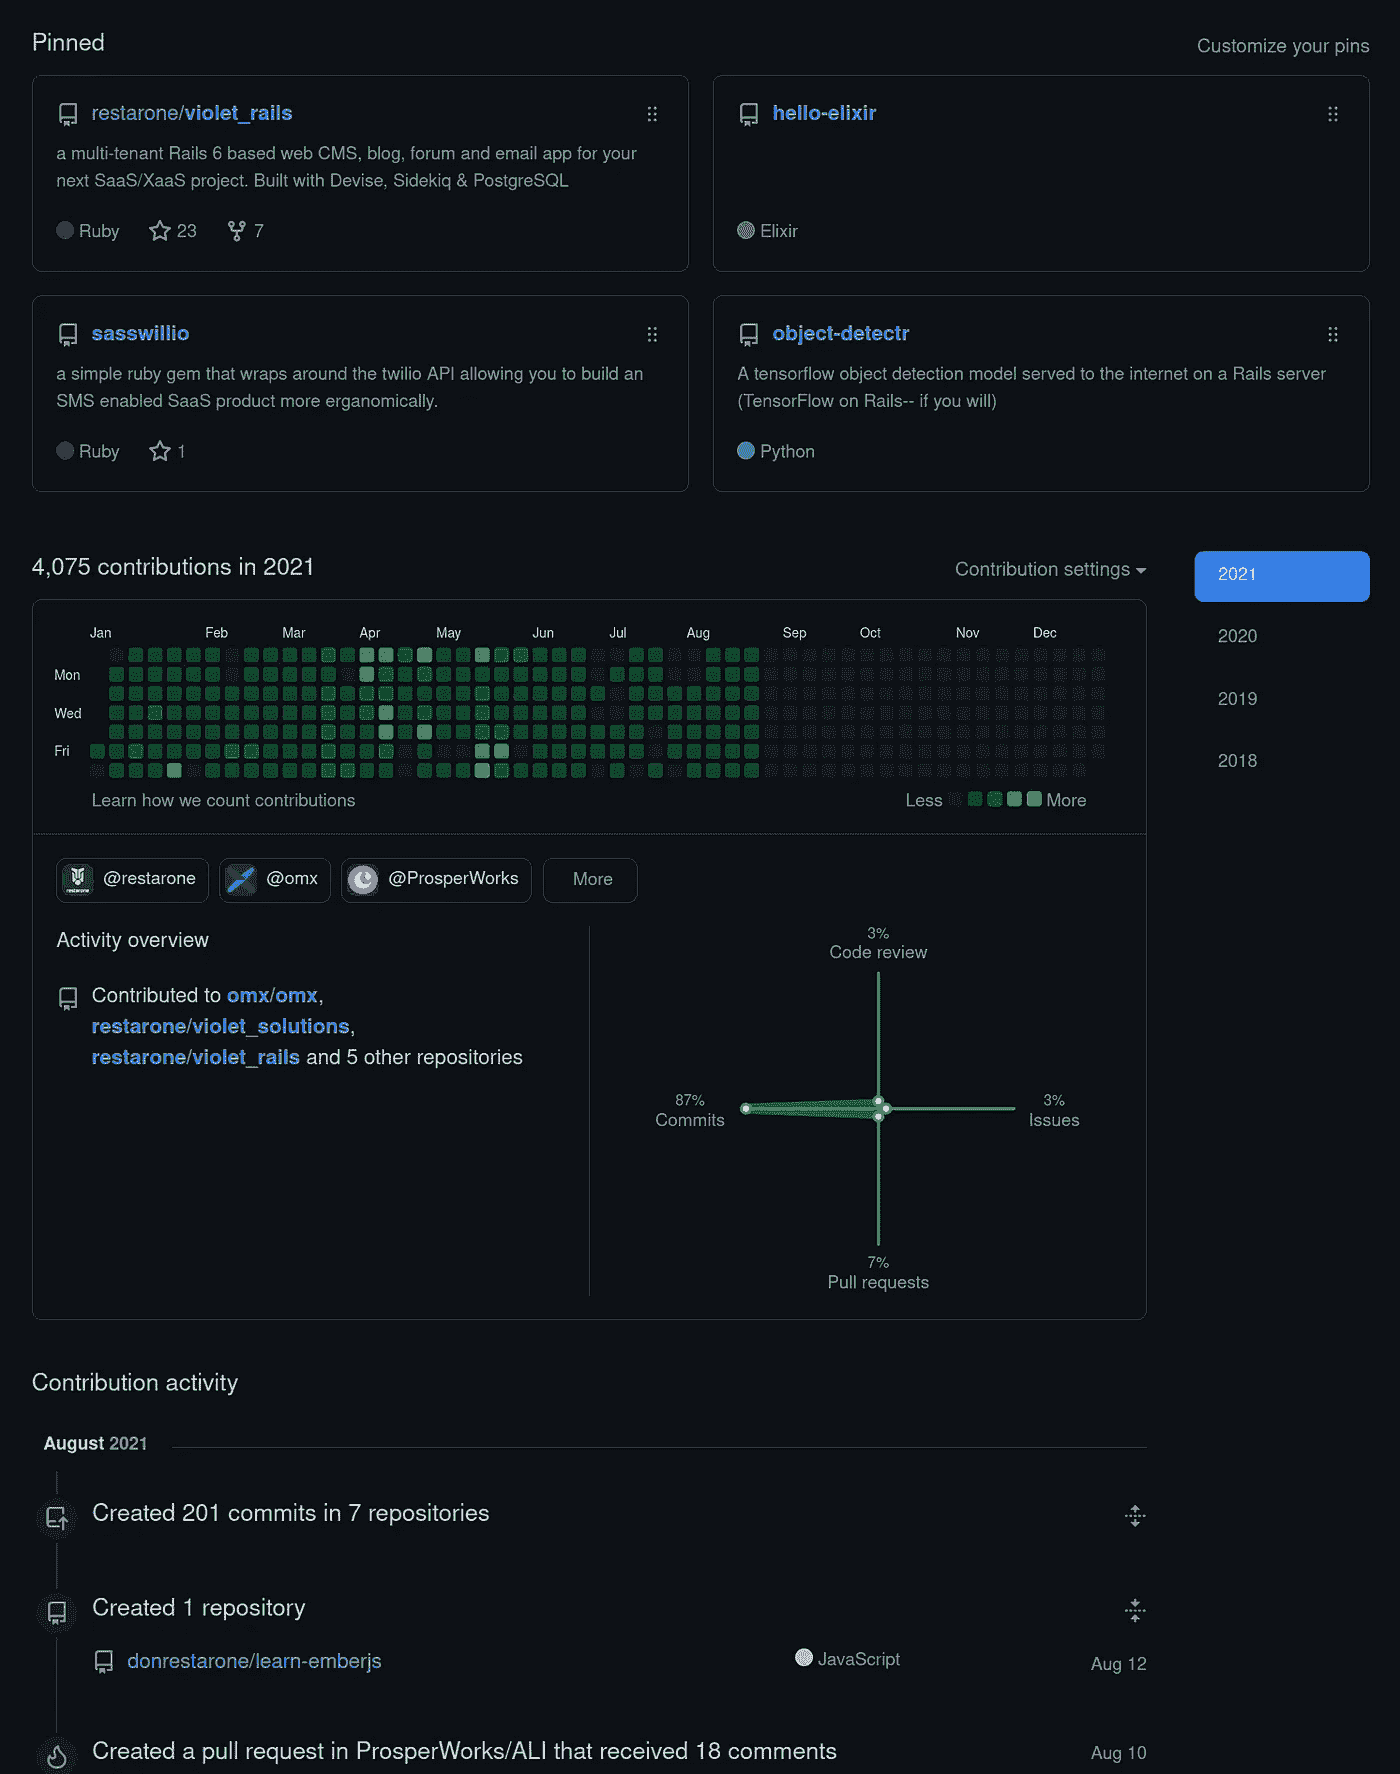 Pinned
Customize your pins
restarone/violet_rails
a multi-tenant Rails 6 based web CMS, blog, forum and email app for your
next SaaS/XaaS project. Built with Devise, Sidekiq & PostgreSQL
Ruby 23 7
hello-elixir
Elixir
sasswillio
a simple ruby gem that wraps around the twilio API allowing you to build an
SMS enabled SaaS product more erganomically.
Ruby 1
object-detectr
A tensorflow object detection model served to the internet on a Rails server
(TensorFlow on Rails-- if you will)
Python
4,075 contributions in 2021
Contribution settings
2021
2020
2019
2018
Jan Feb Mar Apr May Jun Jul Aug Sep Oct Nov Dec
Mon
Wed
Fri
Learn how we count contributions
Less More
@restarone @omx @ProsperWorks More
Activity overview
Contributed to omx/omx,
restarone/violet_solutions,
restarone/violet_rails and 5 other repositories
3%
Code review
87%
Commits
3%
Issues
7%
Pull requests
Contribution activity
August 2021
Created 201 commits in 7 repositories
Created 1 repository
donrestarone/learn-emberjs JavaScript Aug 12
Created a pull request in ProsperWorks/ALI that received 18 comments Aug 10